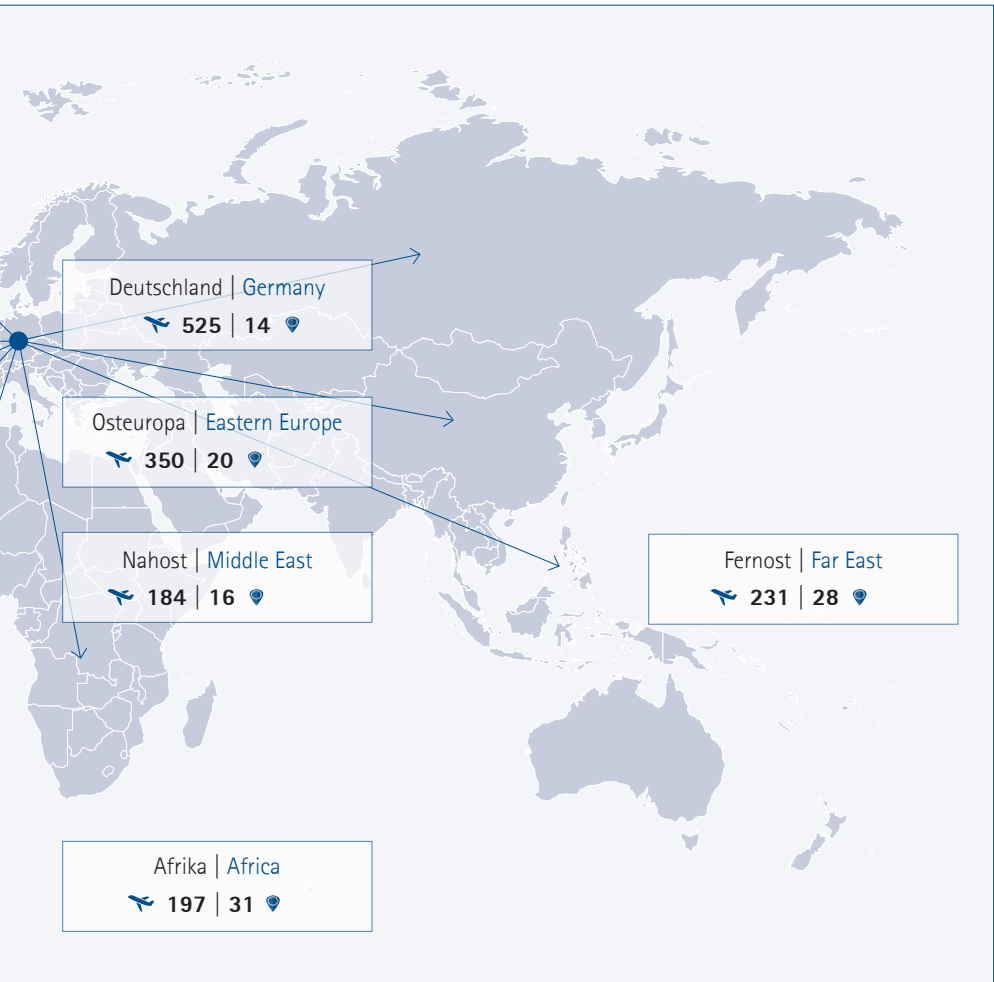 Deutschland | Germany
525 | 14
Osteuropa | Eastern Europe
350 | 20
Nahost | Middle East
184 | 16
Fernost | Far East
231 | 28
Afrika | Africa
197 | 31